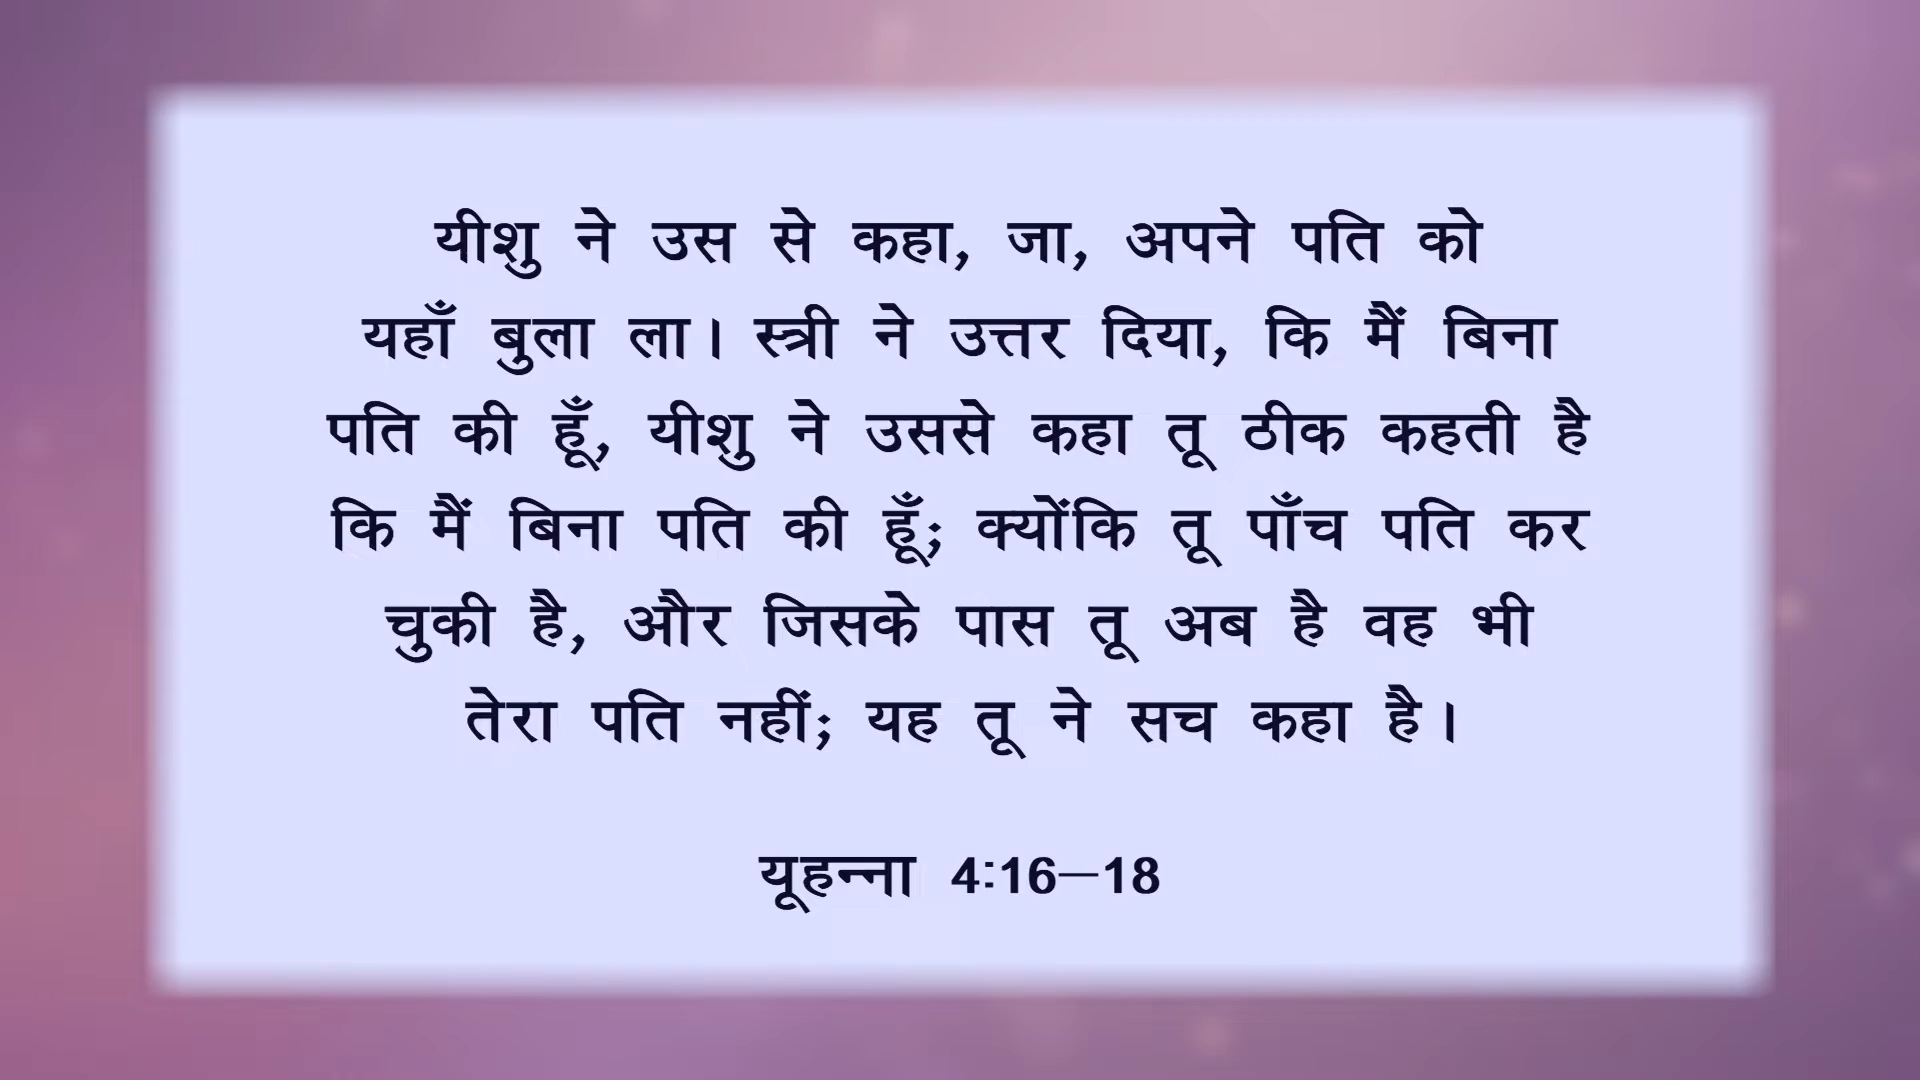 यीशु ने उस से कहा, जा, अपने पति को
यहाँ बुला ला। स्त्री ने उत्तर दिया, कि मैं बिना
पति की हूँ, यीशु ने उससे कहा तू ठीक कहती है
कि मैं बिना पति की हूँ; क्योंकि तू पाँच पति कर
चुकी है, और जिसके पास तू अब है वह भी
तेरा पति नहीं; यह तू ने सच कहा है।
यूहन्ना 4:16–18